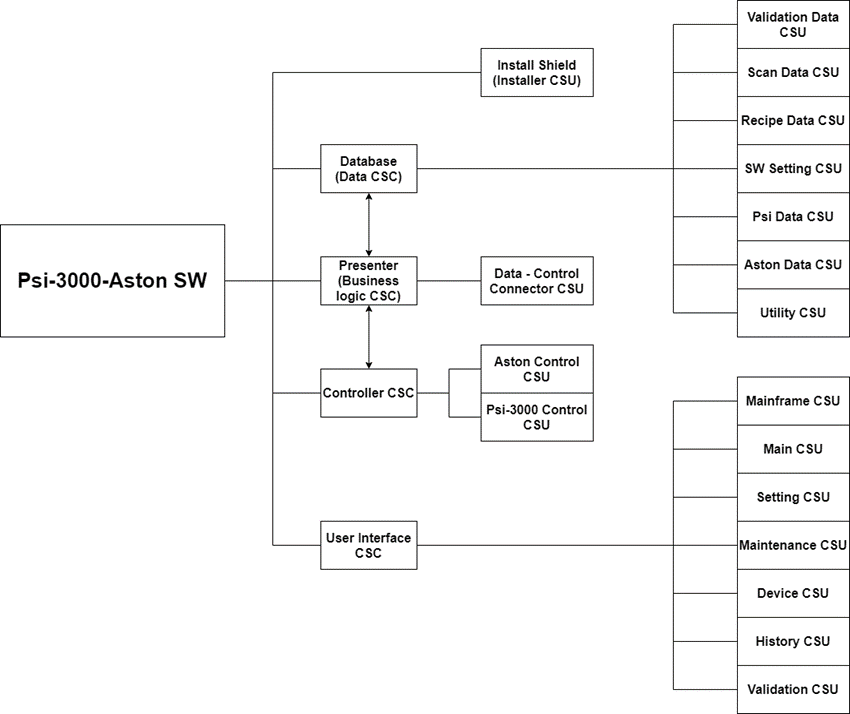 Psi-3000-Aston SW
Install Shield
(Installer CSU)
Database
(Data CSC)
Presenter
(Business
logic CSC)
Data - Control
Connector CSU
Controller CSC
Aston Control
CSU
Psi-3000 Control
CSU
User Interface
CSC
Validation Data
CSU
Scan Data CSU
Recipe Data CSU
SW Setting CSU
Psi Data CSU
Aston Data CSU
Utility CSU
Mainframe CSU
Main CSU
Setting CSU
Maintenance CSU
Device CSU
History CSU
Validation CSU